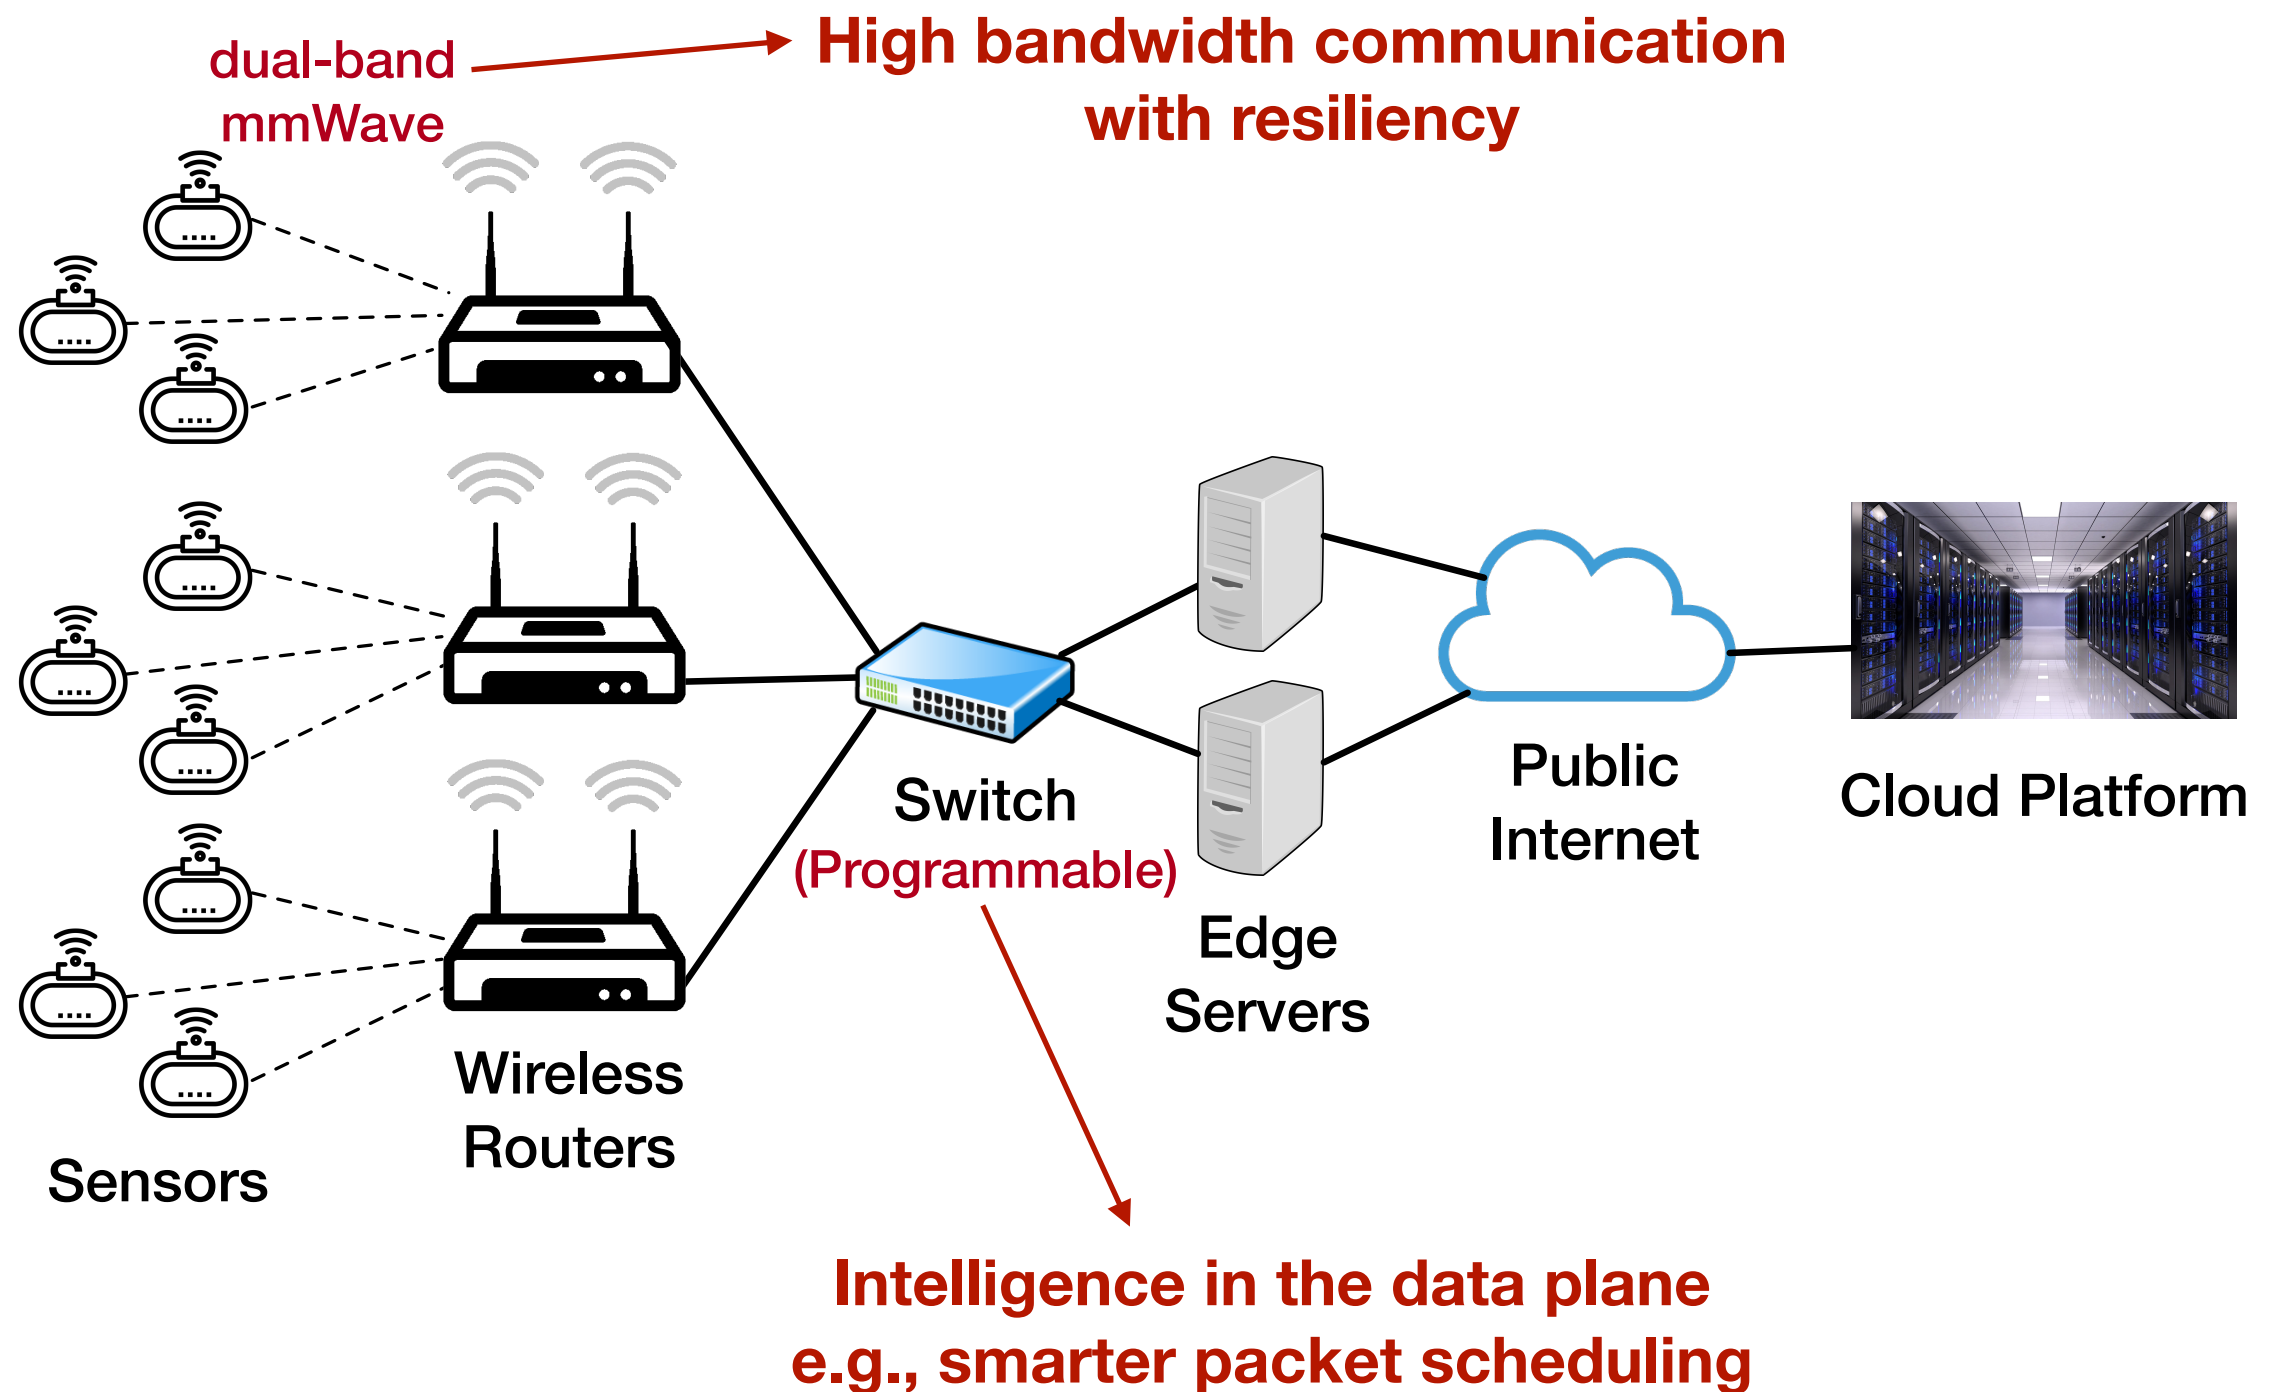 dual-band
mmWave
High bandwidth communication
with resiliency
Switch
(Programmable)
Public
Internet
Cloud Platform
Edge
Servers
Wireless
Routers
Sensors
Intelligence in the data plane
e.g., smarter packet scheduling